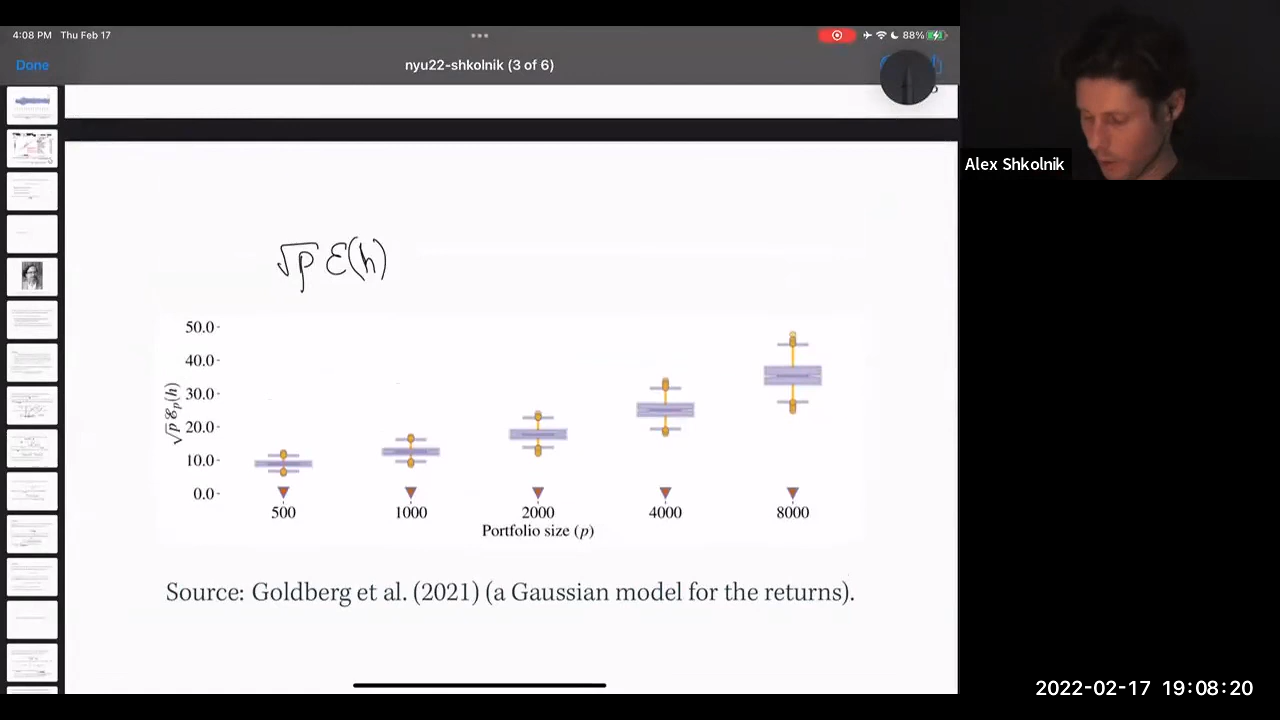 4:08 PM Thu Feb 17
88%
Done
nyu22-shkolnik (3 of 6)
Alex Shkolnik
√p ℰ(h)
50.0
40.0
30.0
20.0
10.0
0.0
√p ℰp(h)
500 1000 2000 4000 8000
Portfolio size (p)
Source: Goldberg et al. (2021) (a Gaussian model for the returns).
2022-02-17 19:08:20